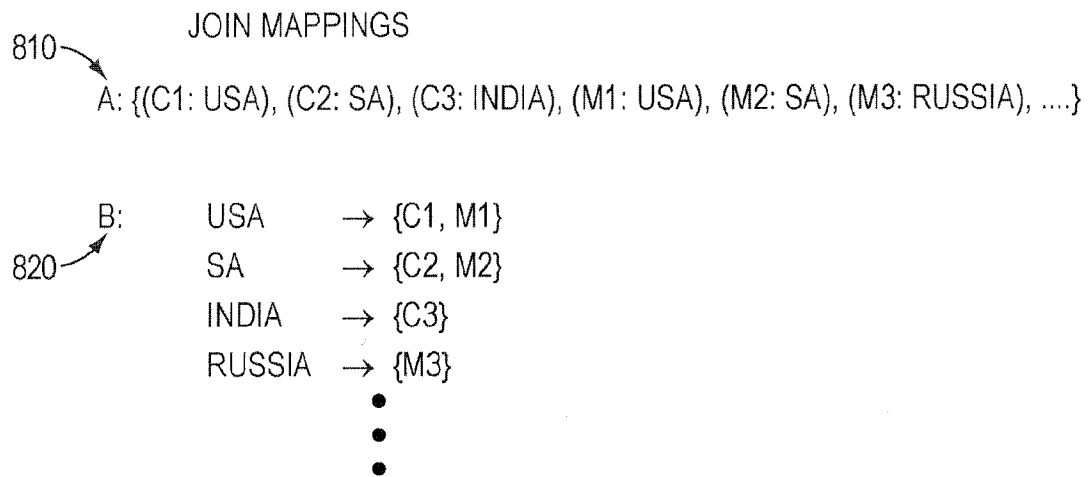 JOIN MAPPINGS
810
A: {(C1: USA), (C2: SA), (C3: INDIA), (M1: USA), (M2: SA), (M3: RUSSIA), ....}
B: USA → {C1, M1}
820 SA → {C2, M2}
INDIA → {C3}
RUSSIA → {M3}